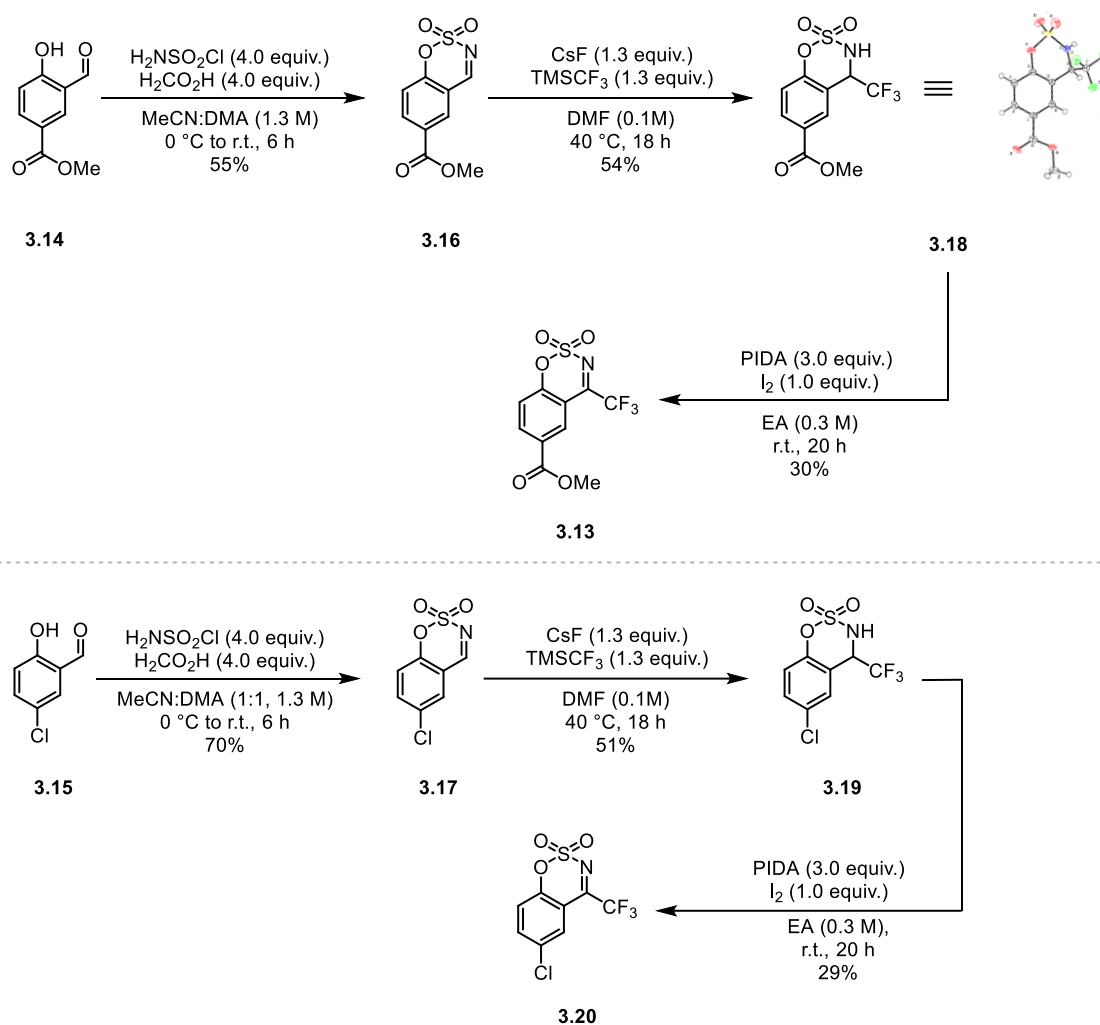 OH O
O OMe
H2NSO2Cl (4.0 equiv.)
H2CO2H (4.0 equiv.)
MeCN:DMA (1.3 M)
0 °C to r.t., 6 h
55%
O O
S
O N
O OMe
CsF (1.3 equiv.)
TMSCF3 (1.3 equiv.)
DMF (0.1M)
40 °C, 18 h
54%
O O
S
O NH
CF3
O OMe
3.14
3.16
3.18
O O
S
O N
CF3
O OMe
PIDA (3.0 equiv.)
I2 (1.0 equiv.)
EA (0.3 M)
r.t., 20 h
30%
3.13
OH O
Cl
H2NSO2Cl (4.0 equiv.)
H2CO2H (4.0 equiv.)
MeCN:DMA (1:1, 1.3 M)
0 °C to r.t., 6 h
70%
O O
S
O N
Cl
CsF (1.3 equiv.)
TMSCF3 (1.3 equiv.)
DMF (0.1M)
40 °C, 18 h
51%
O O
S
O NH
CF3
Cl
3.15
3.17
3.19
O O
S
O N
CF3
Cl
PIDA (3.0 equiv.)
I2 (1.0 equiv.)
EA (0.3 M),
r.t., 20 h
29%
3.20